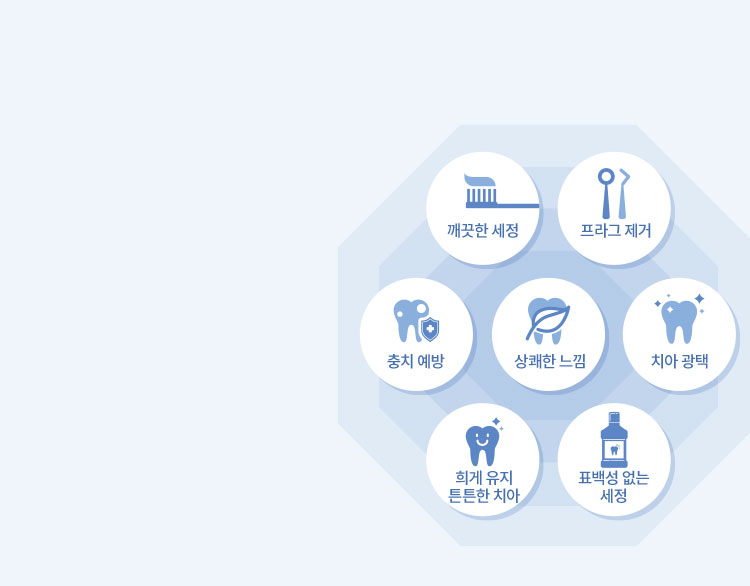 깨끗한 세정
프라그 제거
충치 예방
상쾌한 느낌
치아 광택
희게 유지
튼튼한 치아
표백성 없는
세정